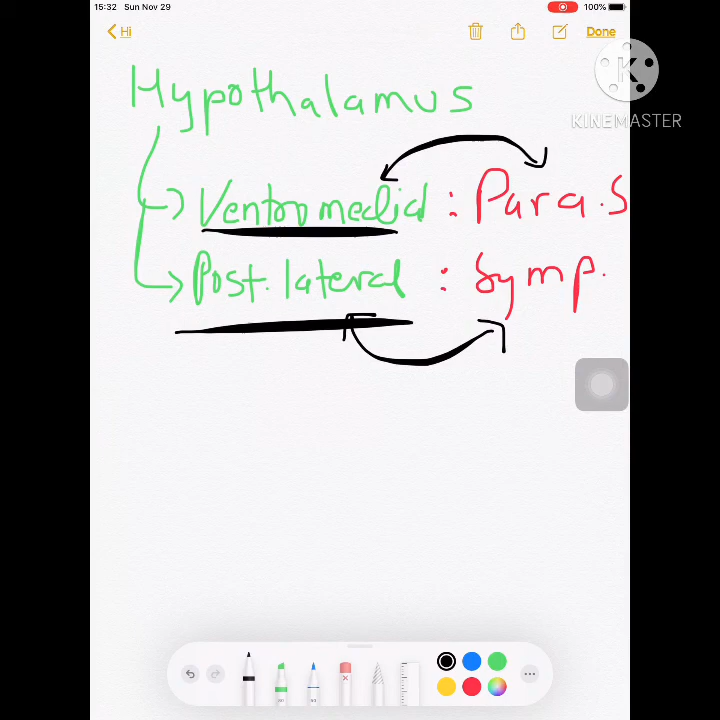 15:32 Sun Nov 29 100%
Hi Done
K
KINEMASTER
Hypothalamus
Ventromedial : Para.S
Post. lateral : Symp.